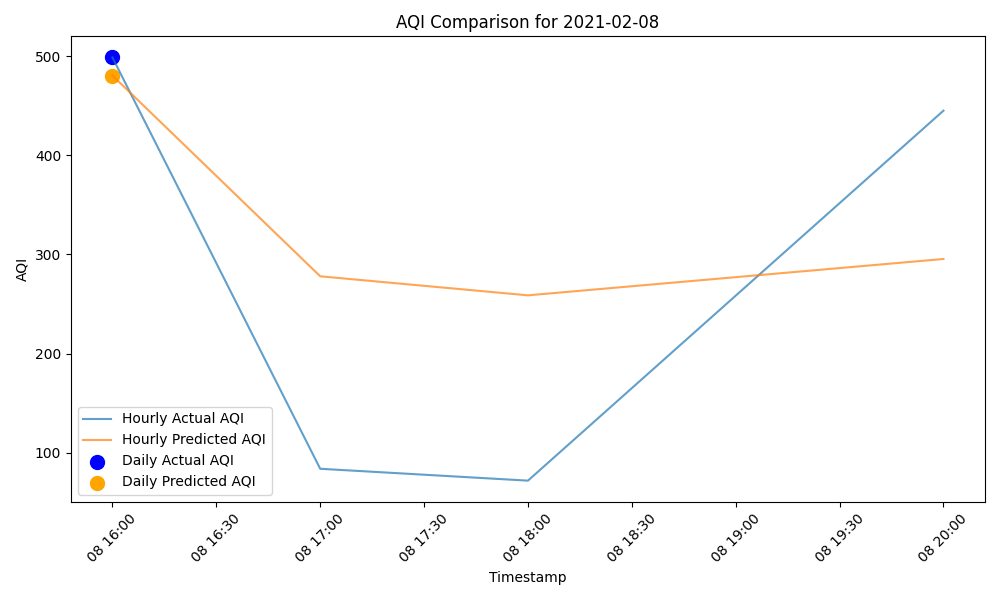 AQI Comparison for 2021-02-08
500
400
300
200
100
AQI
Hourly Actual AQI
Hourly Predicted AQI
Daily Actual AQI
Daily Predicted AQI
08 16:00
08 16:30
08 17:00
08 17:30
08 18:00
08 18:30
08 19:00
08 19:30
08 20:00
Timestamp